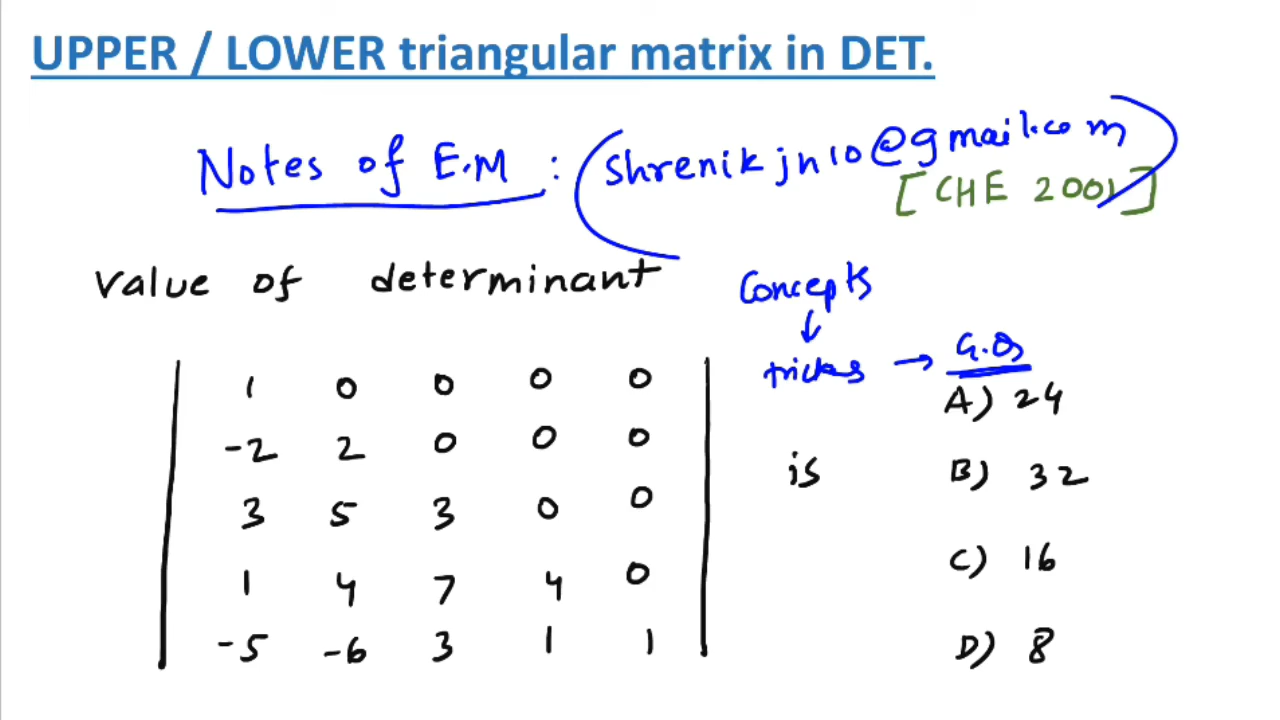 UPPER / LOWER triangular matrix in DET.
Notes of E.M : (shrenikjn10@gmail.com)
[CHE 2001]
value of determinant
Concepts
↓
tricks → G.Qs
1 0 0 0 0
-2 2 0 0 0
3 5 3 0 0
1 4 7 4 0
-5 -6 3 1 1
is
A) 24
B) 32
C) 16
D) 8